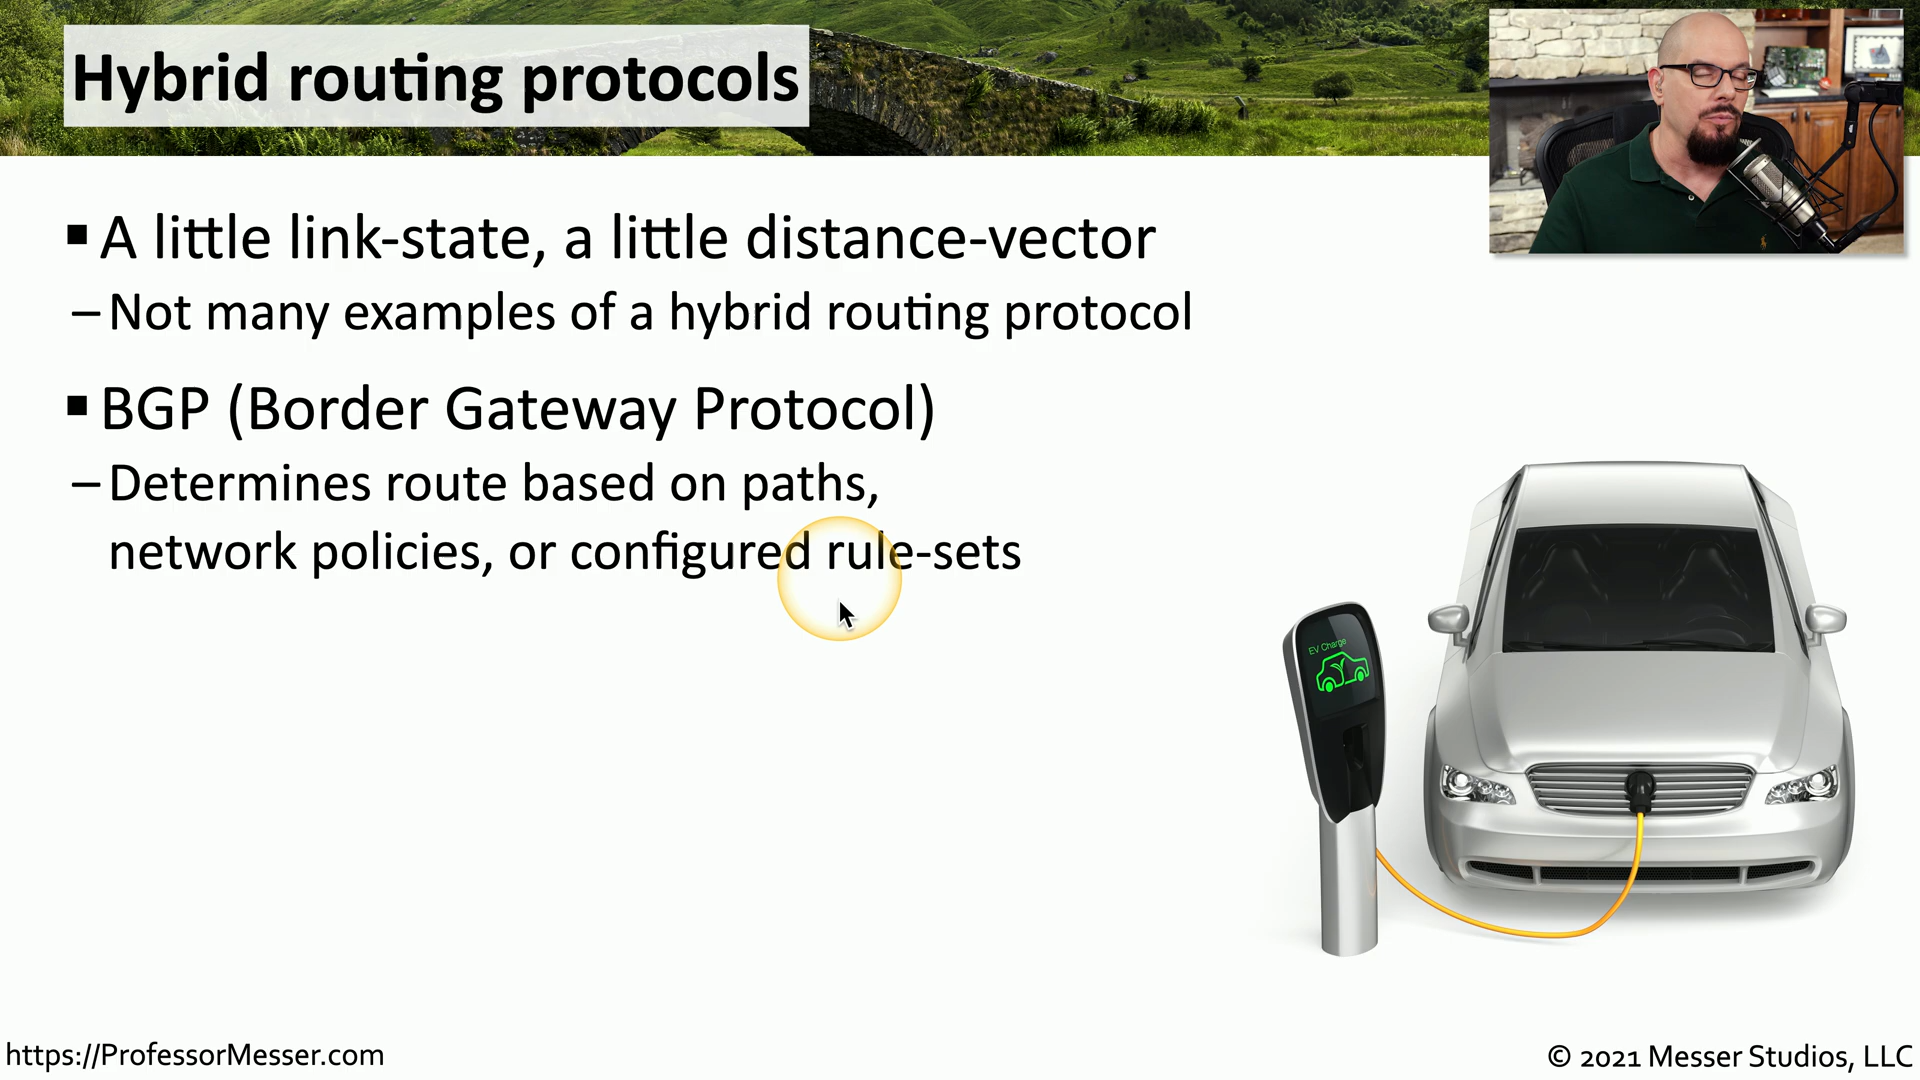 Hybrid routing protocols
▪ A little link-state, a little distance-vector
– Not many examples of a hybrid routing protocol
▪ BGP (Border Gateway Protocol)
– Determines route based on paths,
network policies, or configured rule-sets
EV Charge
https://ProfessorMesser.com
© 2021 Messer Studios, LLC